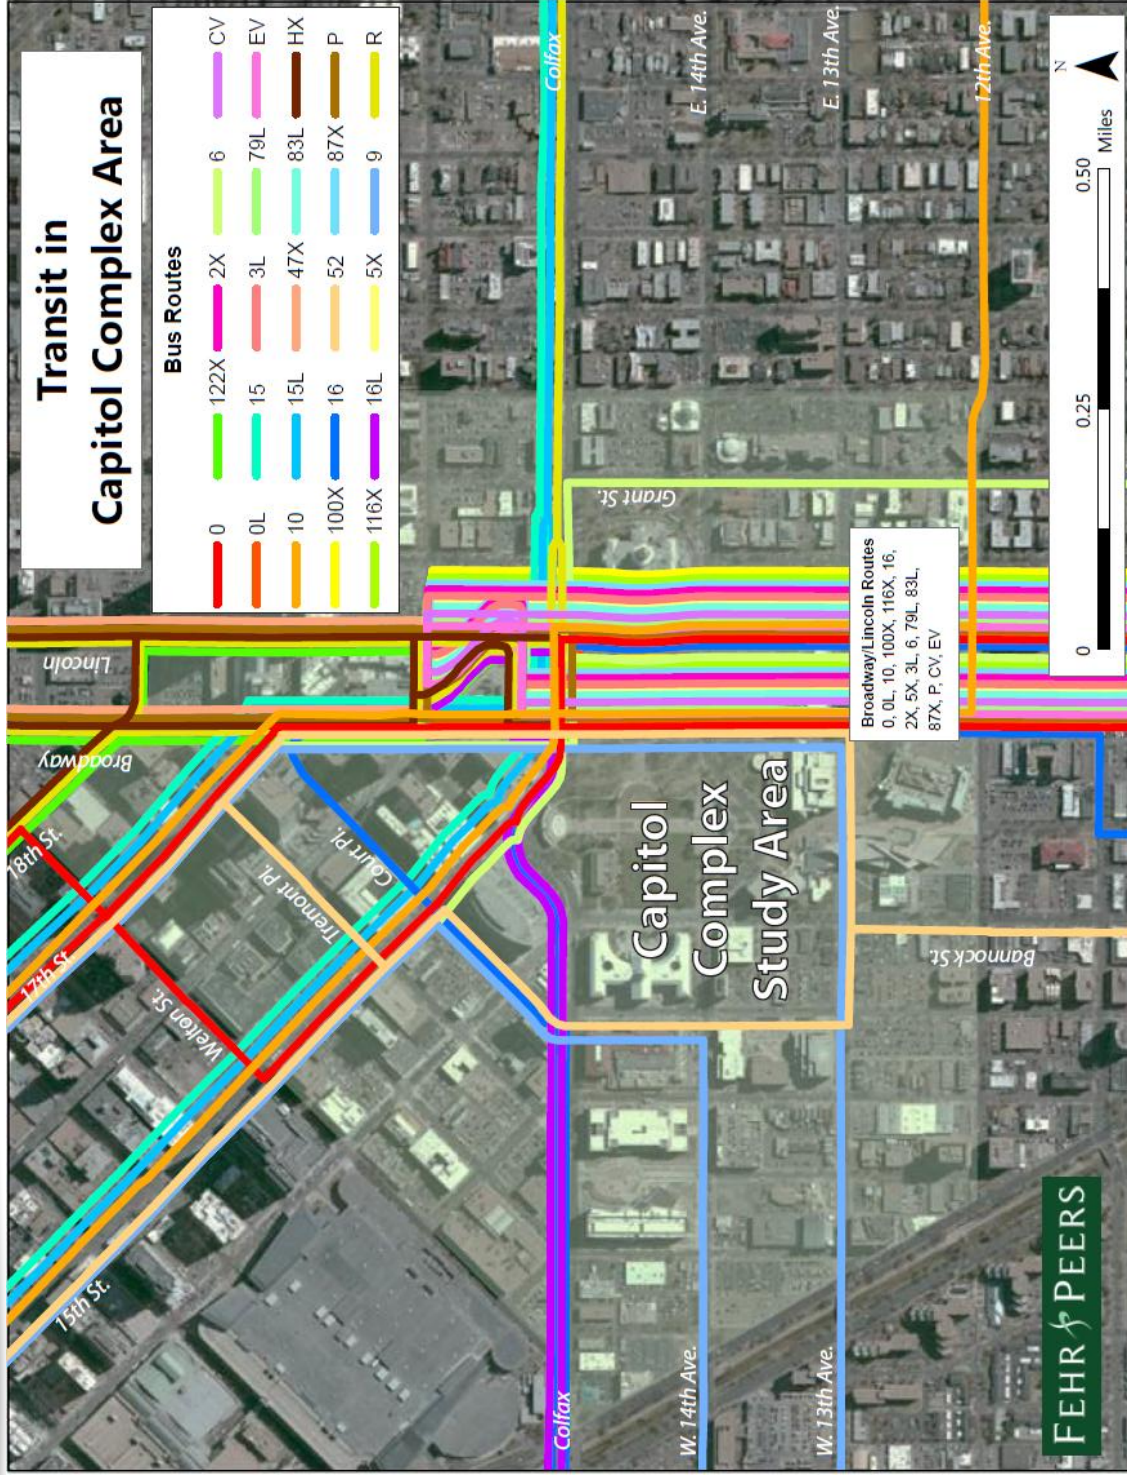 Transit in
Capitol Complex Area
Bus Routes
0 122X 2X 6 CV
0L 15 3L 79L EV
10 15L 47X 83L HX
100X 16 52 87X P
116X 16L 5X 9 R
Lincoln
Broadway
18th St.
17th St.
Welton St.
Tremont Pl.
Court Pl.
15th St.
Colfax
Colfax
Grant St.
E. 14th Ave.
E. 13th Ave.
12th Ave.
W. 14th Ave.
W. 13th Ave.
Bannock St.
Capitol
Complex
Study Area
Broadway/Lincoln Routes
0, 0L, 10, 100X, 116X, 16,
2X, 5X, 3L, 6, 79L, 83L,
87X, P, CV, EV
N
0 0.25 0.50
Miles
FEHR PEERS